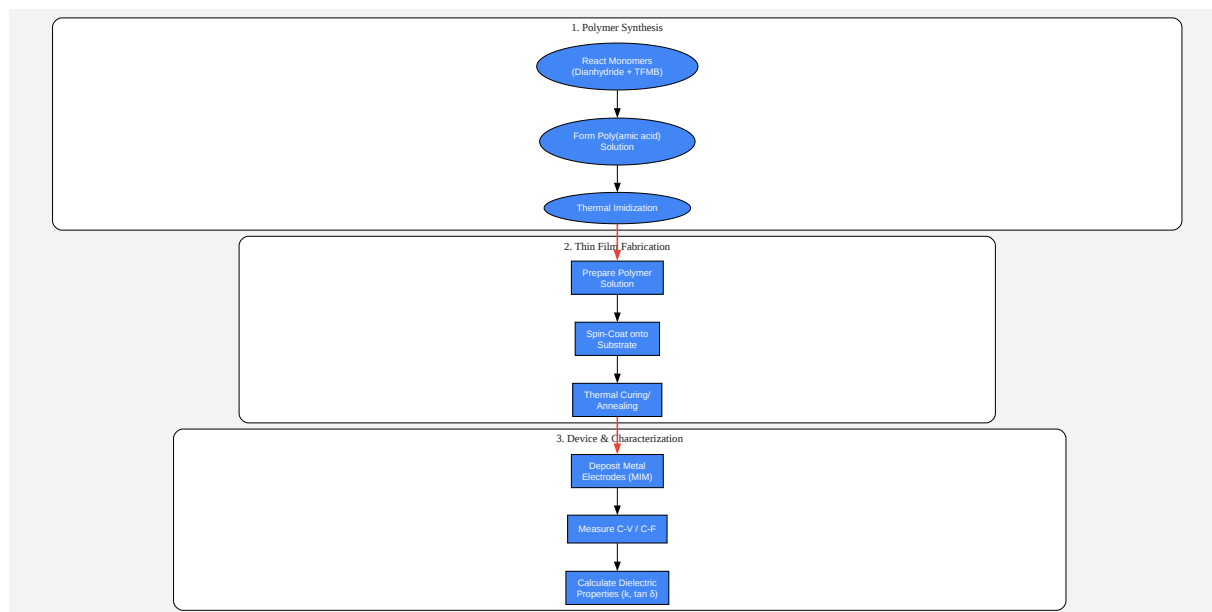 1. Polymer Synthesis
React Monomers
(Dianhydride + TFMB)
Form Poly(amic acid)
Solution
Thermal Imidization
2. Thin Film Fabrication
Prepare Polymer
Solution
Spin-Coat onto
Substrate
Thermal Curing/
Annealing
3. Device & Characterization
Deposit Metal
Electrodes (MIM)
Measure C-V / C-F
Calculate Dielectric
Properties (k, tan δ)